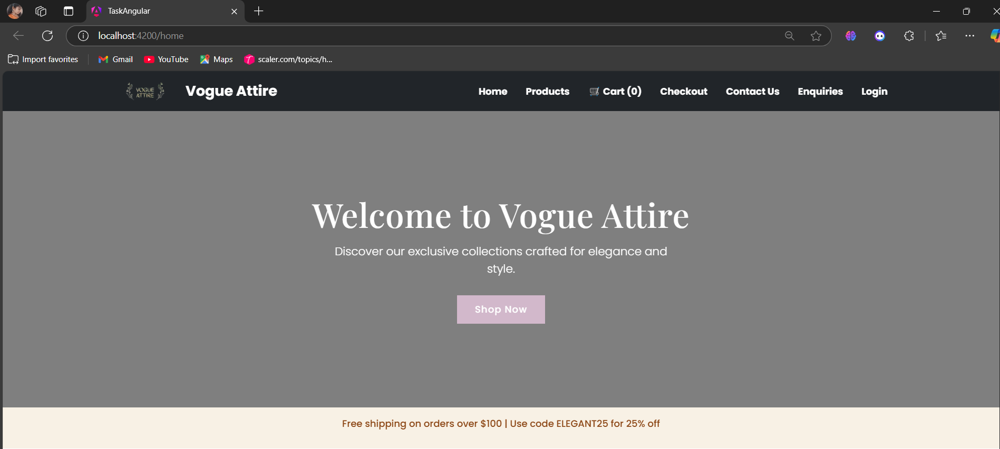 TaskAngular
localhost:4200/home
Import favorites
Gmail
YouTube
Maps
scaler.com/topics/h...
VOGUE
ATTIRE
Vogue Attire
Home
Products
Cart (0)
Checkout
Contact Us
Enquiries
Login
Welcome to Vogue Attire
Discover our exclusive collections crafted for elegance and
style.
Shop Now
Free shipping on orders over $100 | Use code ELEGANT25 for 25% off